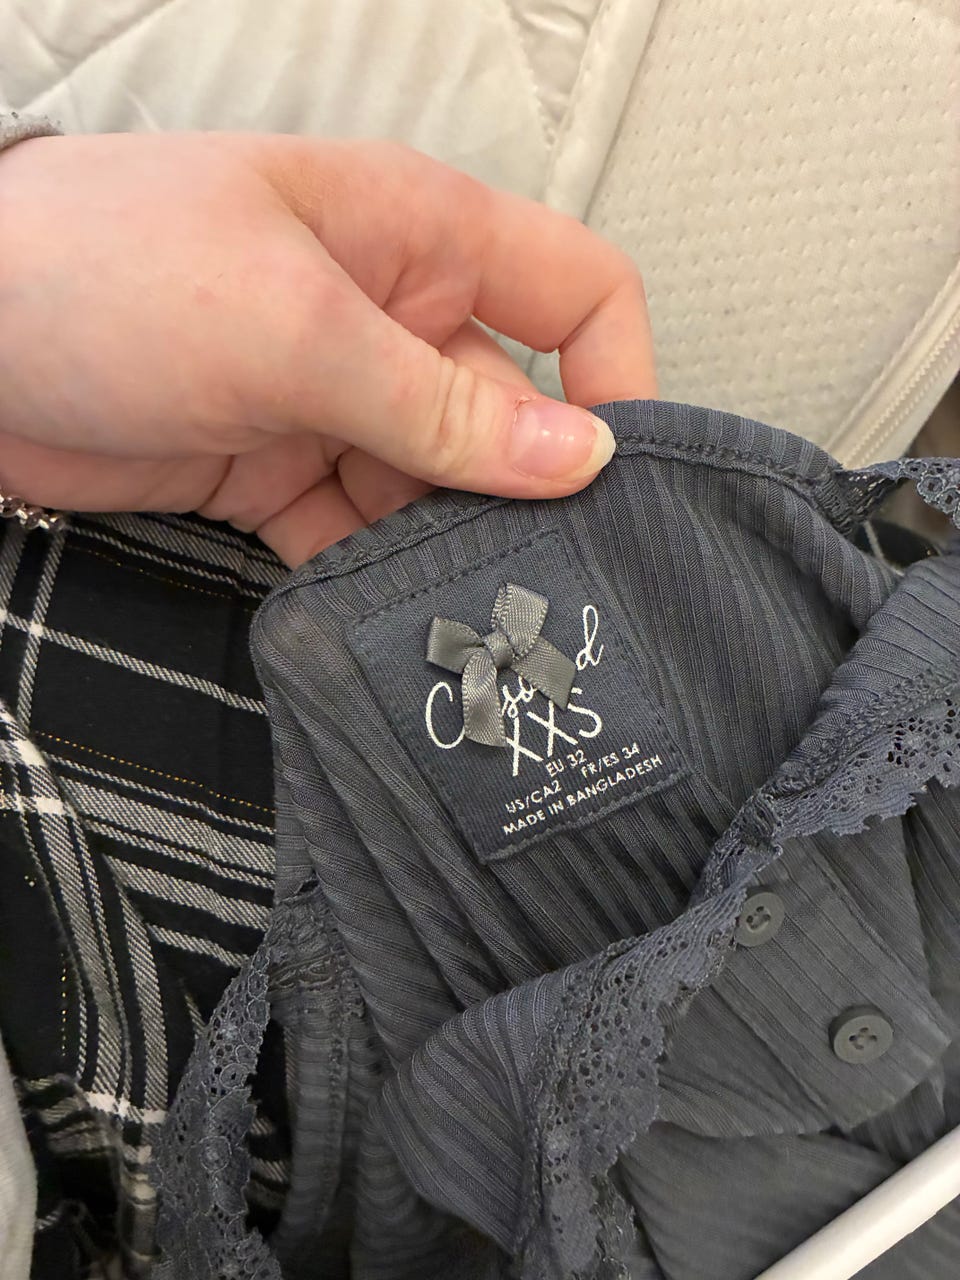 XXS
EU 32
US/CA2 FR/ES 34
MADE IN BANGLADESH